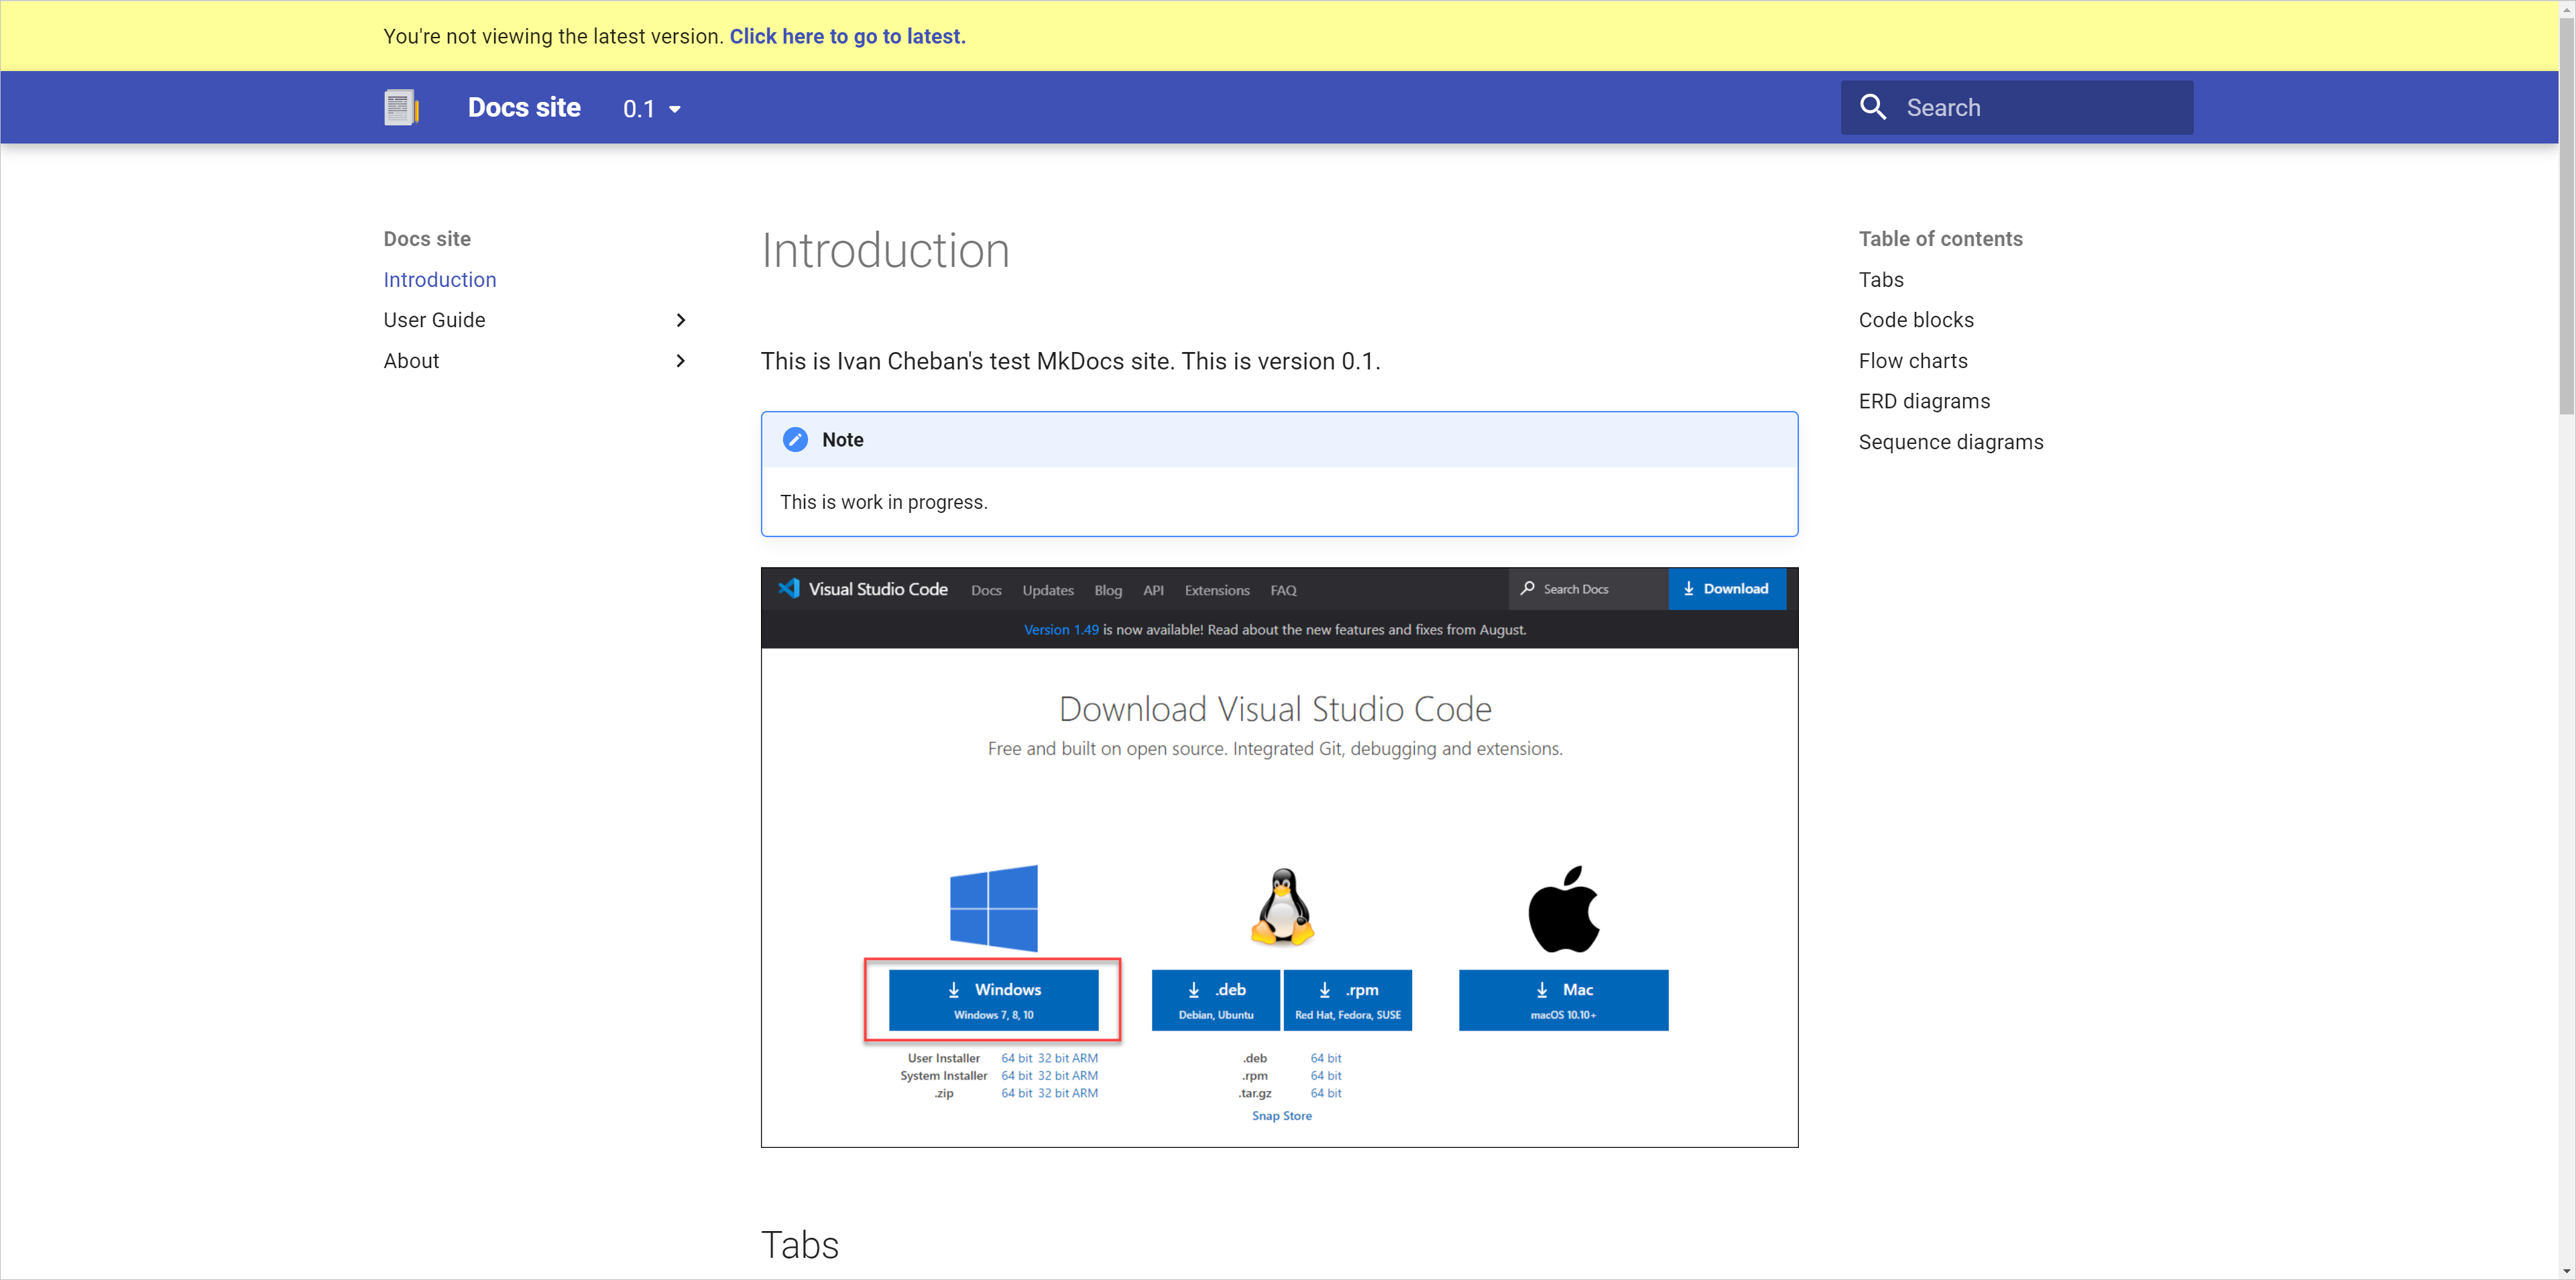 You're not viewing the latest version. Click here to go to latest.
Docs site 0.1 Search
Docs site
Introduction
User Guide
About
Introduction
This is Ivan Cheban's test MkDocs site. This is version 0.1.
Note
This is work in progress.
Visual Studio Code Docs Updates Blog API Extensions FAQ Search Docs Download
Version 1.49 is now available! Read about the new features and fixes from August.
Download Visual Studio Code
Free and built on open source. Integrated Git, debugging and extensions.
Windows
Windows 7, 8, 10
User Installer 64 bit 32 bit ARM
System Installer 64 bit 32 bit ARM
.zip 64 bit 32 bit ARM
.deb
Debian, Ubuntu
.rpm
Red Hat, Fedora, SUSE
.deb 64 bit
.rpm 64 bit
.tar.gz 64 bit
Snap Store
Mac
macOS 10.10+
Tabs
Table of contents
Tabs
Code blocks
Flow charts
ERD diagrams
Sequence diagrams